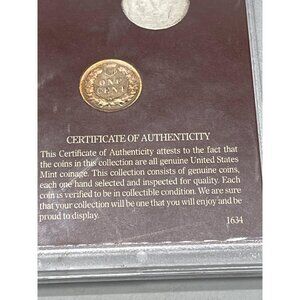 ONE
CENT
CERTIFICATE OF AUTHENTICITY
This Certificate of Authenticity attests to the fact that
the coins in this collection are all genuine United States
Mint coinage. This collection consists of genuine coins,
each one hand selected and inspected for quality. Each
coin is verified to be in collectible condition. We are sure
that your collection will be one that you will enjoy and be
proud to display.
J634